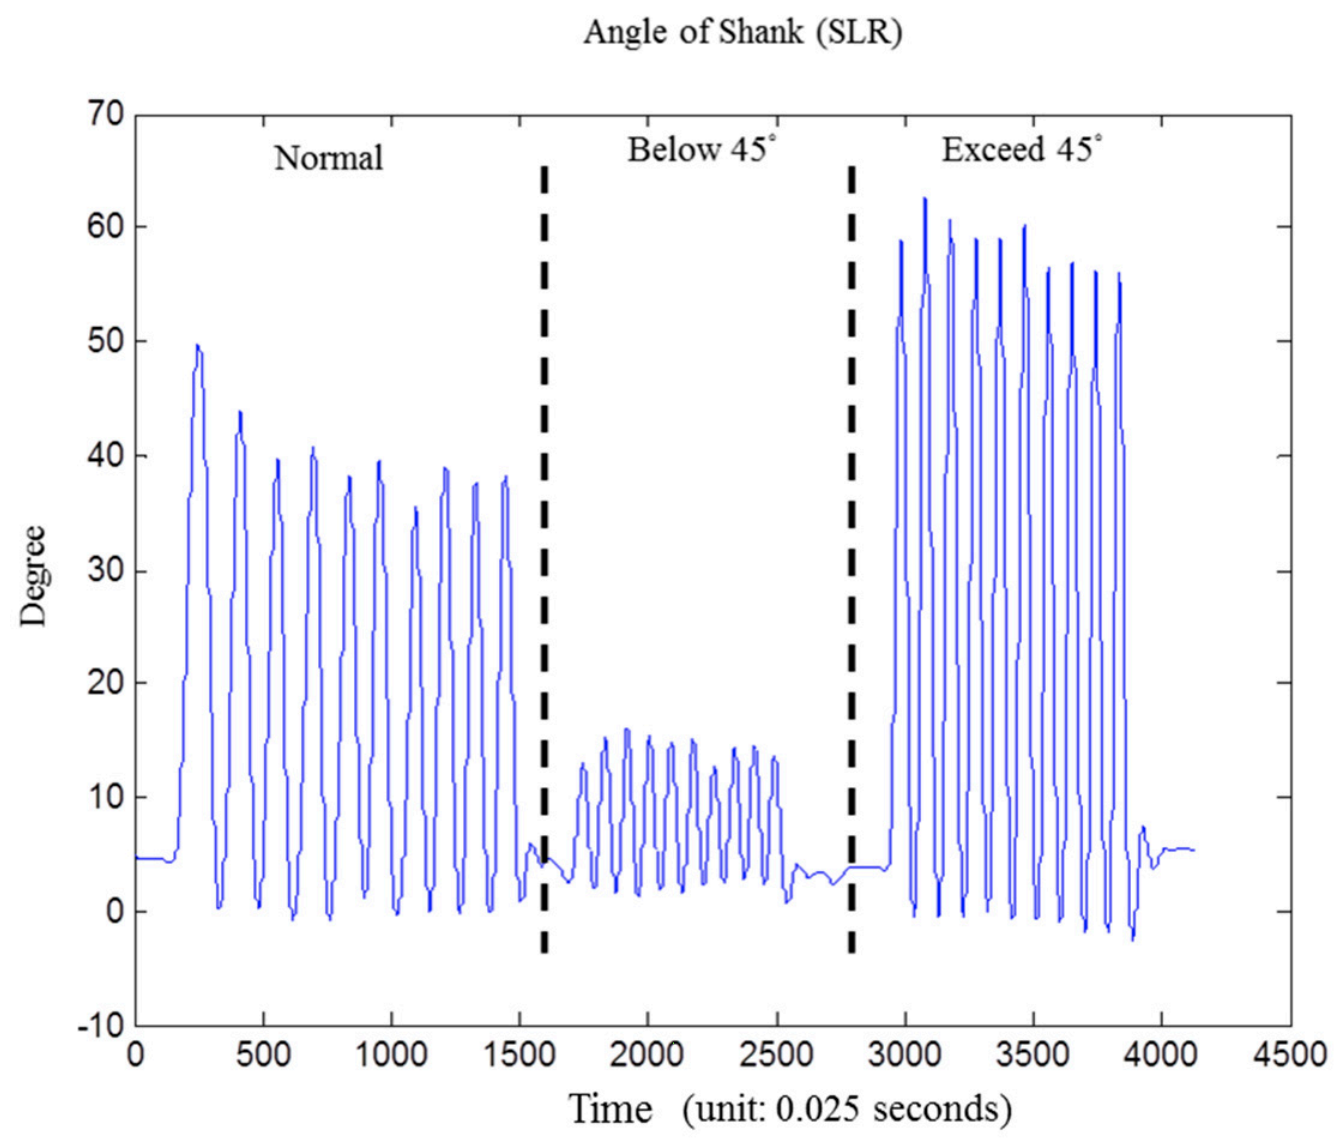 Angle of Shank (SLR)
70
60
50
40
30
20
10
0
-10
Degree
Normal
Below 45°
Exceed 45°
0 500 1000 1500 2000 2500 3000 3500 4000 4500
Time (unit: 0.025 seconds)